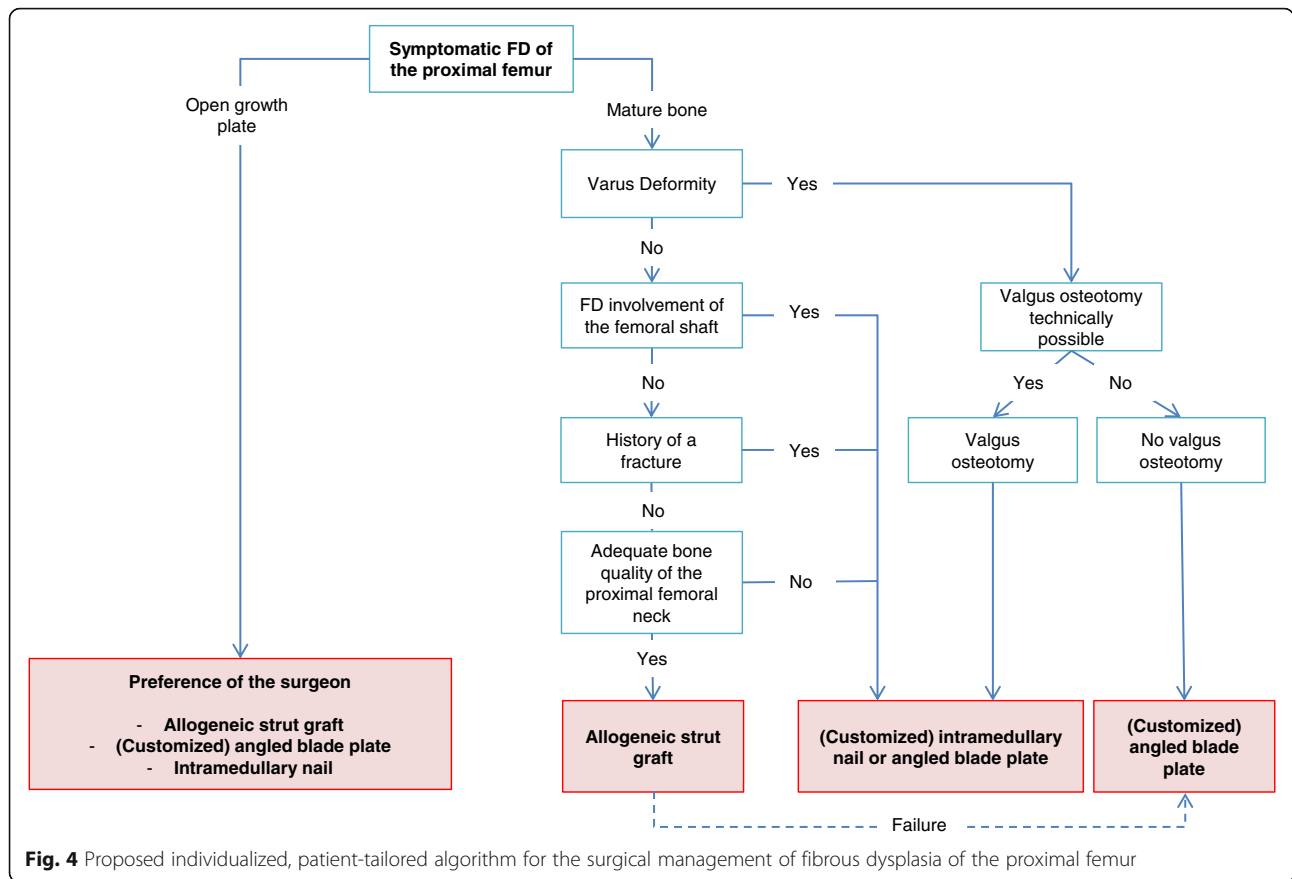 Symptomatic FD of
the proximal femur
Open growth
plate
Mature bone
Varus Deformity
Yes
No
FD involvement of
the femoral shaft
Yes
Valgus osteotomy
technically
possible
No
Yes
No
History of a
fracture
Yes
Valgus
osteotomy
No valgus
osteotomy
No
Adequate bone
quality of the
proximal femoral
neck
No
Yes
Preference of the surgeon
- Allogeneic strut graft
- (Customized) angled blade plate
- Intramedullary nail
Allogeneic strut
graft
(Customized) intramedullary
nail or angled blade plate
(Customized)
angled blade
plate
Failure
Fig. 4 Proposed individualized, patient-tailored algorithm for the surgical management of fibrous dysplasia of the proximal femur